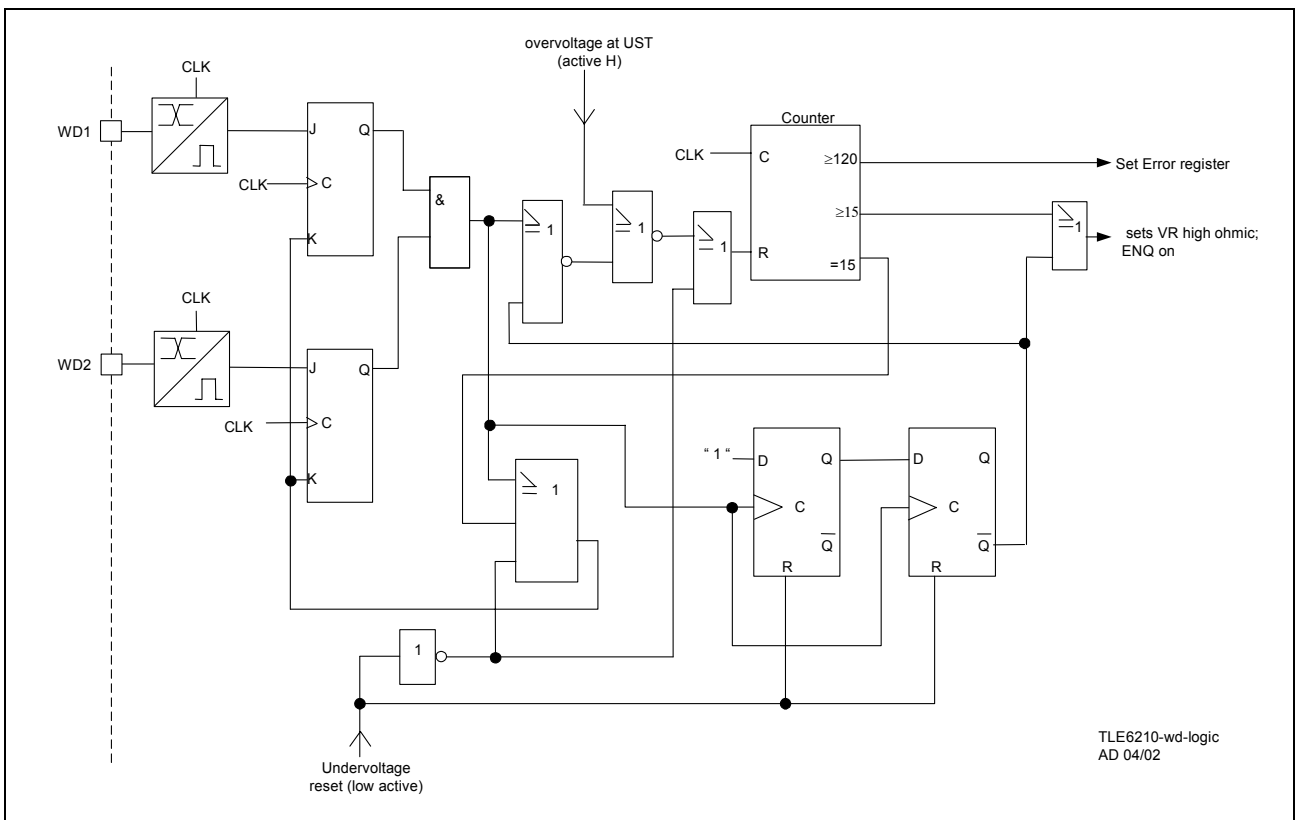 overvoltage at UST
(active H)
CLK
WD1
J
Q
CLK
C
K
&
≥ 1
≥ 1
≥ 1
Counter
CLK
C
≥120
Set Error register
≥15
R
=15
≥1
sets VR high ohmic;
ENQ on
CLK
WD2
J
Q
CLK
C
K
≥ 1
“ 1 “
D
Q
C
Q
R
D
Q
C
Q
R
1
Undervoltage
reset (low active)
TLE6210-wd-logic
AD 04/02